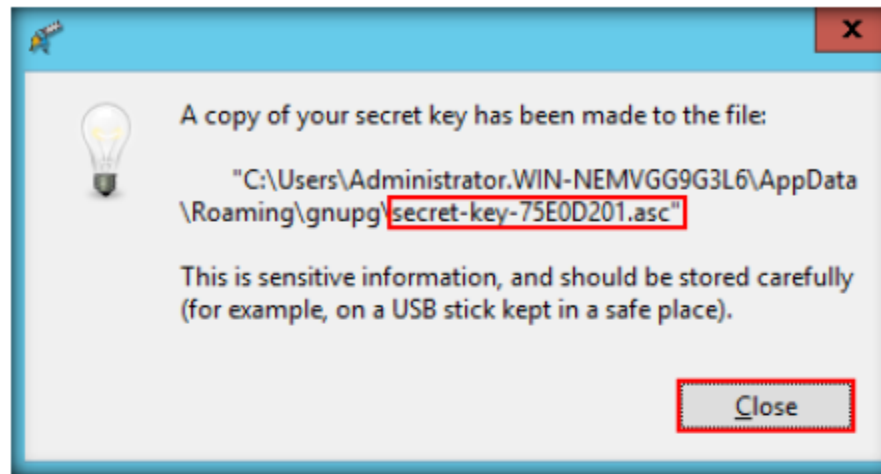 x
A copy of your secret key has been made to the file:
"C:\Users\Administrator.WIN-NEMVGG9G3L6\AppData
\Roaming\gnupg\secret-key-75E0D201.asc"
This is sensitive information, and should be stored carefully
(for example, on a USB stick kept in a safe place).
Close